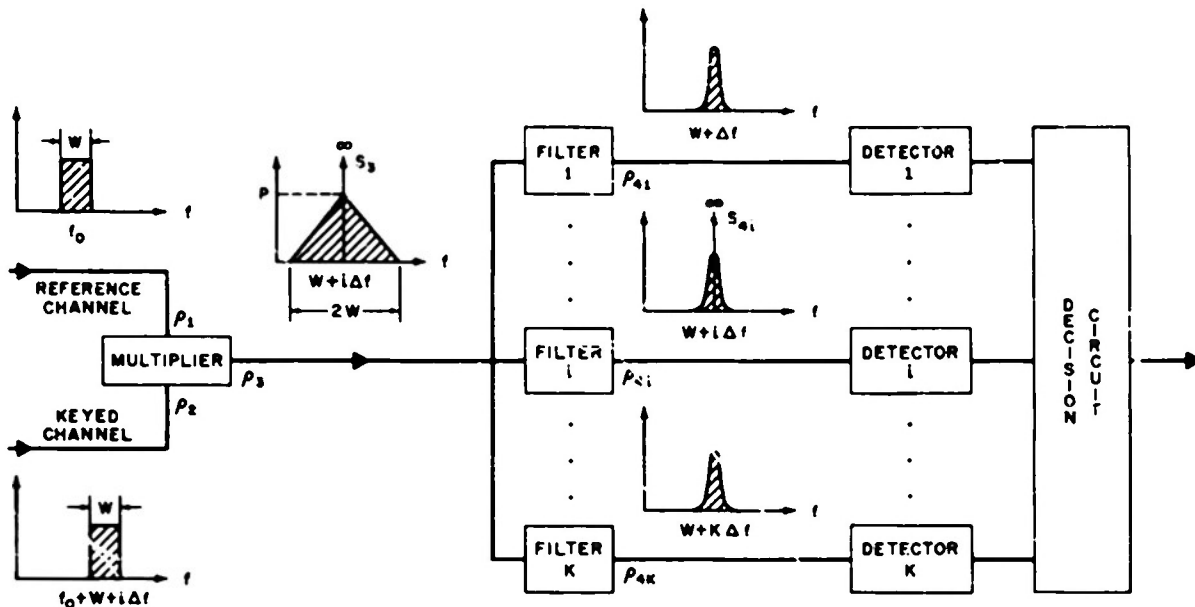 W
f
f₀
REFERENCE
CHANNEL
ρ₁
MULTIPLIER
ρ₂
ρ₃
KEYED
CHANNEL
W
f
f₀+W+iΔf
∞
S₃
P
f
W+iΔf
2W
f
W+Δf
FILTER
1
ρ₄₁
DETECTOR
1
∞
S₄ᵢ
f
W+iΔf
FILTER
i
ρ₄ᵢ
DETECTOR
i
f
W+KΔf
FILTER
K
ρ₄K
DETECTOR
K
DECISION
CIRCUIT